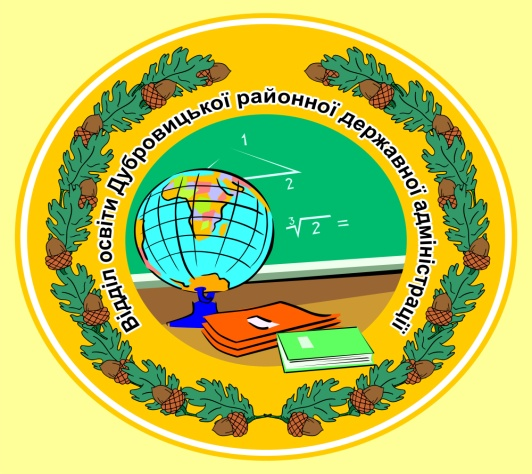 Відділ освіти Дубровицької районної державної адміністрації
1
2
∛2 =